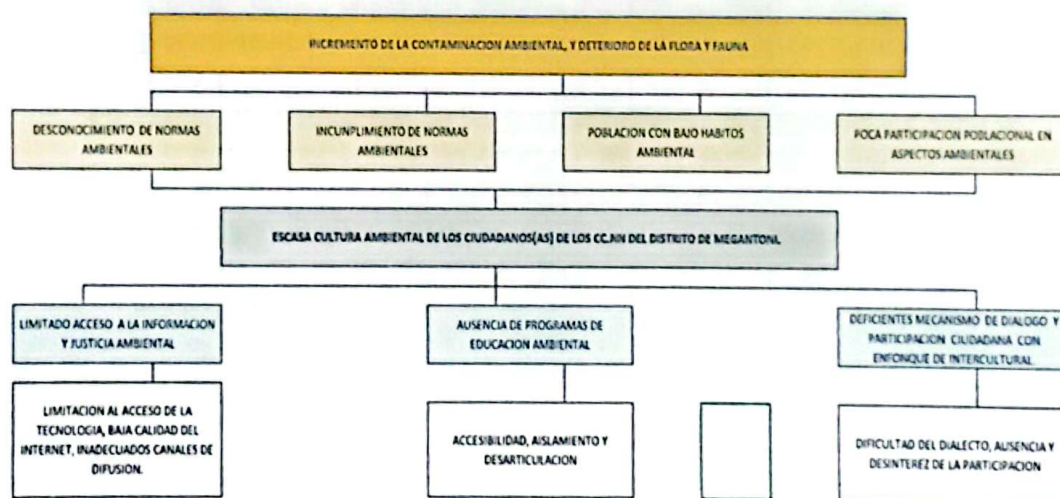 INCREMENTO DE LA CONTAMINACION AMBIENTAL, Y DETERIORO DE LA FLORA Y FAUNA
DESCONOCIMIENTO DE NORMAS
AMBIENTALES
INCUNPLIMIENTO DE NORMAS
AMBIENTALES
POBLACION CON BAJO HABITOS
AMBIENTAL
POCA PARTICIPACION POBLACIONAL EN
ASPECTOS AMBIENTALES
ESCASA CULTURA AMBIENTAL DE LOS CIUDADANOS(AS) DE LOS CC.NN DEL DISTRITO DE MEGANTONI.
LIMITADO ACCESO A LA INFORMACION
Y JUSTICIA AMBIENTAL
AUSENCIA DE PROGRAMAS DE
EDUCACION AMBIENTAL
DEFICIENTES MECANISMO DE DIALOGO Y
PARTICIPACION CIUDADANA CON
ENFONQUE DE INTERCULTURAL.
LIMITACION AL ACCESO DE LA
TECNOLOGIA, BAJA CALIDAD DEL
INTERNET, INADECUADOS CANALES DE
DIFUSION.
ACCESIBILIDAD, AISLAMIENTO Y
DESARTICULACION
DIFICULTAD DEL DIALECTO, AUSENCIA Y
DESINTEREZ DE LA PARTICIPACION